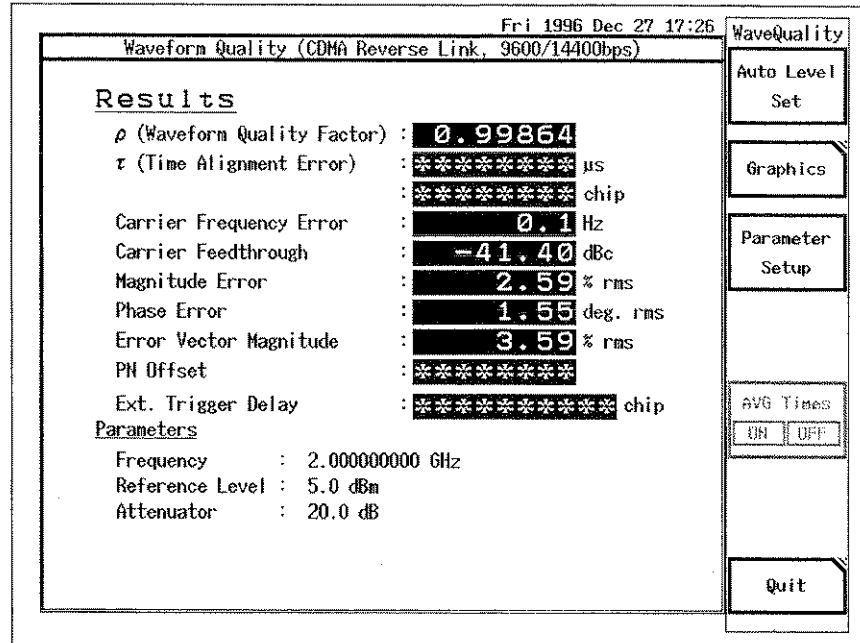 Fri 1996 Dec 27 17:26
Waveform Quality (CDMA Reverse Link, 9600/14400bps)
Results
ρ (Waveform Quality Factor) : 0.99864
τ (Time Alignment Error) : ******** μs
: ******** chip
Carrier Frequency Error : 0.1 Hz
Carrier Feedthrough : -41.40 dBc
Magnitude Error : 2.59 % rms
Phase Error : 1.55 deg. rms
Error Vector Magnitude : 3.59 % rms
PN Offset : ********
Ext. Trigger Delay : ********** chip
Parameters
Frequency : 2.000000000 GHz
Reference Level : 5.0 dBm
Attenuator : 20.0 dB
WaveQuality
Auto Level
Set
Graphics
Parameter
Setup
AVG Times
ON OFF
Quit